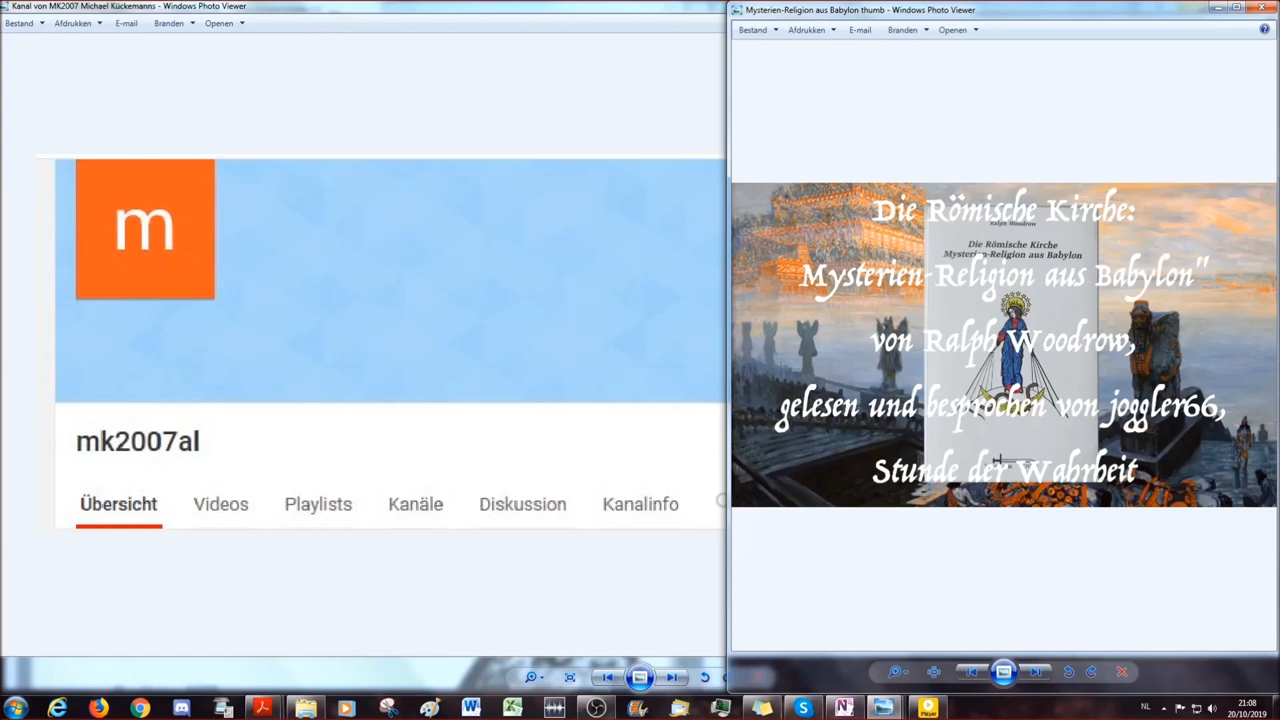 Kanal von MK2007 Michael Kückemanns - Windows Photo Viewer
Bestand Afdrukken E-mail Branden Openen
m
mk2007al
Übersicht Videos Playlists Kanäle Diskussion Kanalinfo
Mysterien-Religion aus Babylon thumb - Windows Photo Viewer
Bestand Afdrukken E-mail Branden Openen
Die Römische Kirche:
Ralph Woodrow
Die Römische Kirche
Mysterien-Religion aus Babylon
Mysterien-Religion aus Babylon"
von Ralph Woodrow,
gelesen und besprochen von joggler66,
Stunde der Wahrheit
NL
21:08
20/10/2019
Player